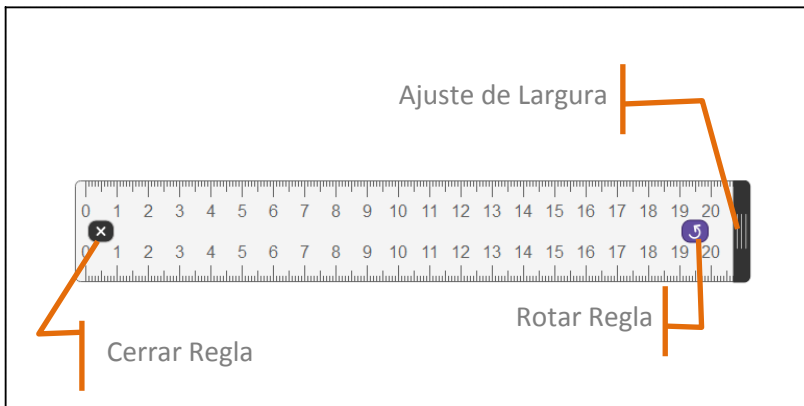 Ajuste de Largura
0 1 2 3 4 5 6 7 8 9 10 11 12 13 14 15 16 17 18 19 20
0 1 2 3 4 5 6 7 8 9 10 11 12 13 14 15 16 17 18 19 20
Rotar Regla
Cerrar Regla